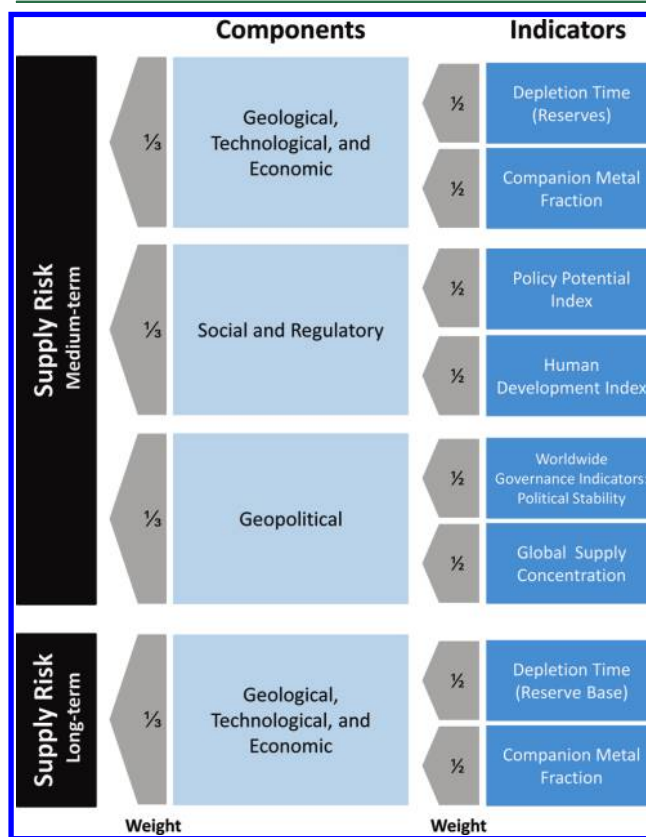 Components
Indicators
Supply Risk
Medium-term
⅓
Geological,
Technological, and
Economic
½
Depletion Time
(Reserves)
½
Companion Metal
Fraction
⅓
Social and Regulatory
½
Policy Potential
Index
½
Human
Development Index
⅓
Geopolitical
½
Worldwide
Governance Indicators:
Political Stability
½
Global Supply
Concentration
Supply Risk
Long-term
⅓
Geological,
Technological, and
Economic
½
Depletion Time
(Reserve Base)
½
Companion Metal
Fraction
Weight
Weight